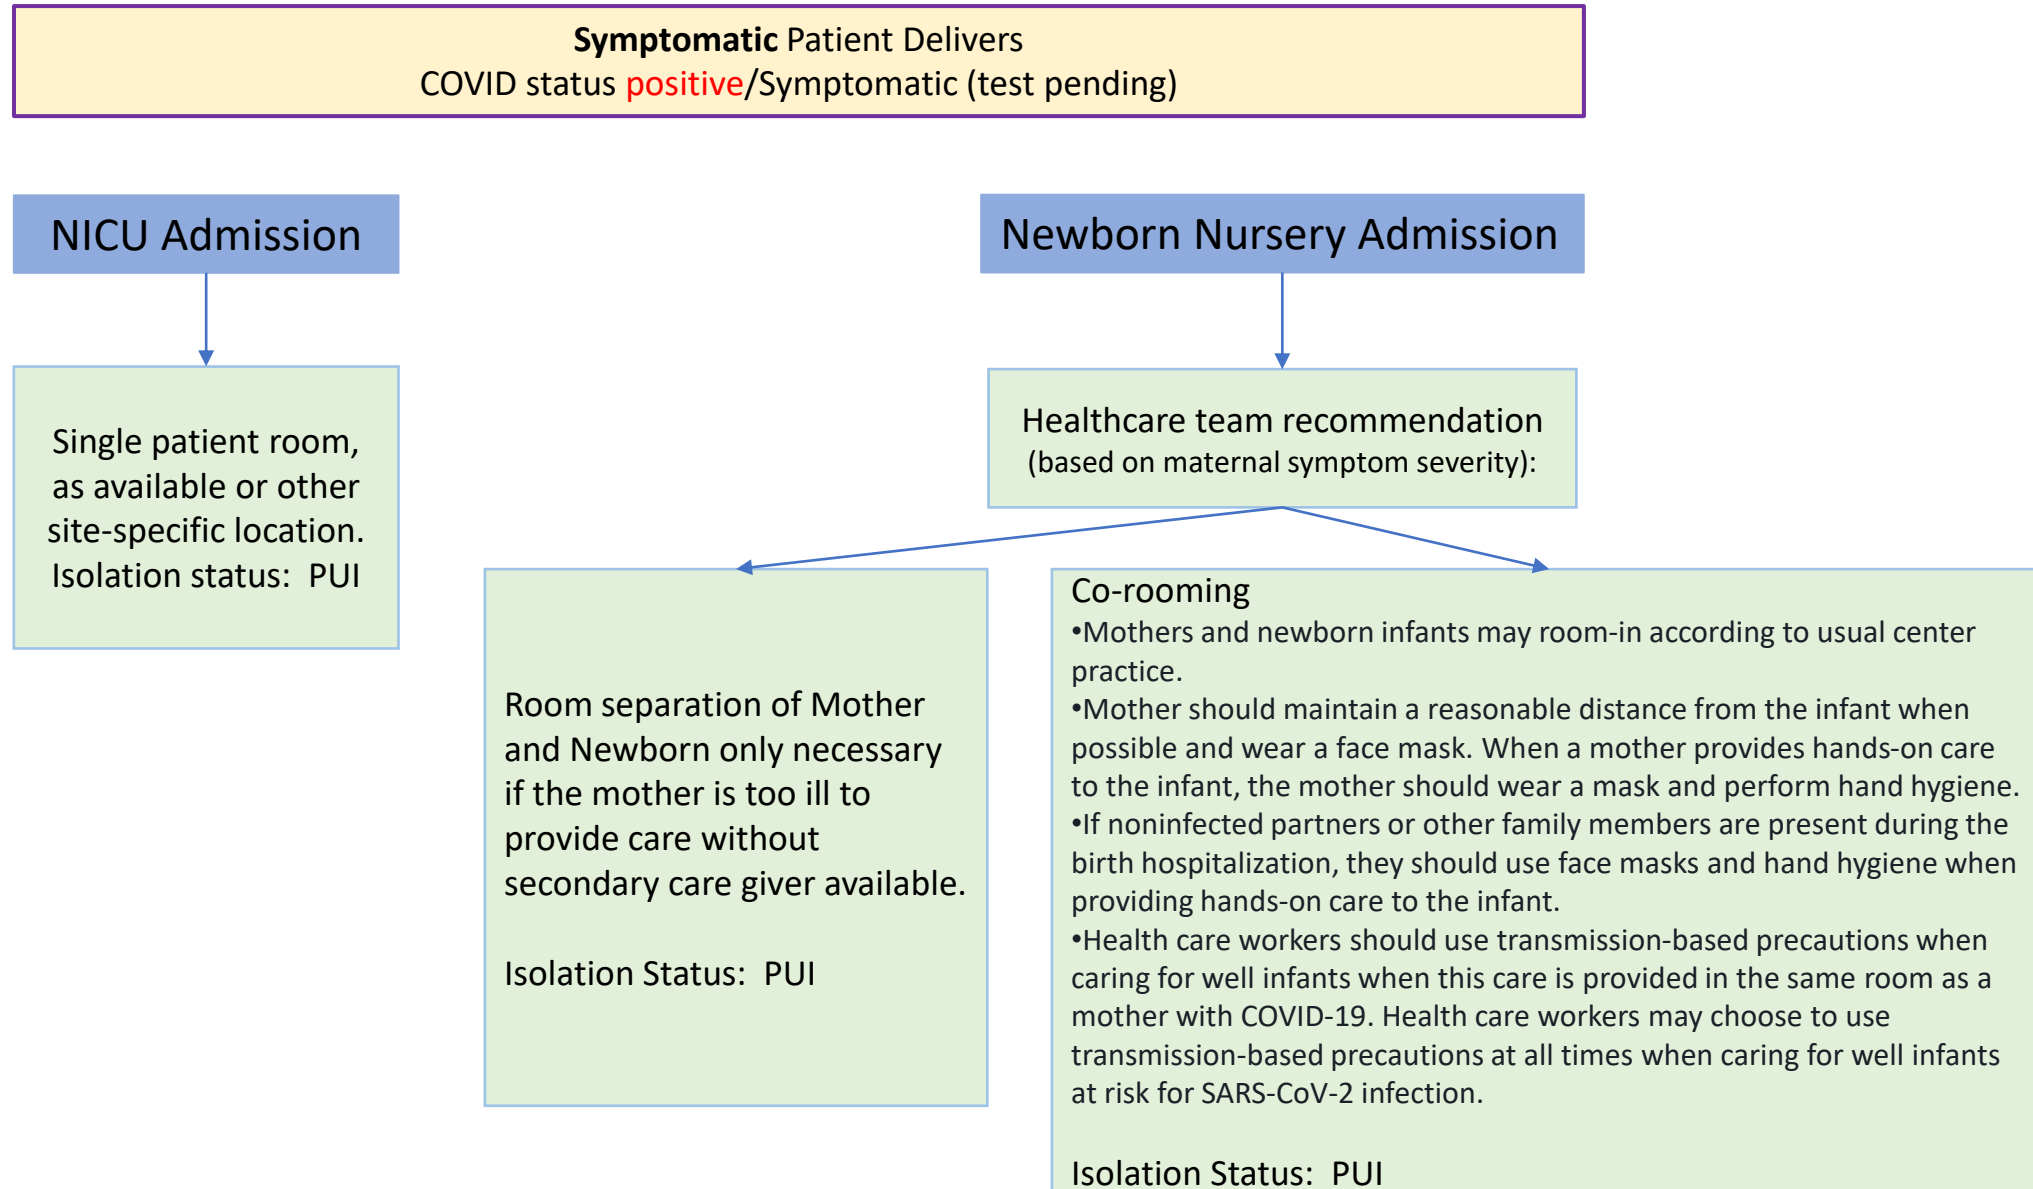 Symptomatic Patient Delivers
COVID status positive/Symptomatic (test pending)
NICU Admission
Single patient room,
as available or other
site-specific location.
Isolation status:  PUI
Newborn Nursery Admission
Healthcare team recommendation
(based on maternal symptom severity):
Room separation of Mother
and Newborn only necessary
if the mother is too ill to
provide care without
secondary care giver available.
Isolation Status:  PUI
Co-rooming
•Mothers and newborn infants may room-in according to usual center
practice.
•Mother should maintain a reasonable distance from the infant when
possible and wear a face mask. When a mother provides hands-on care
to the infant, the mother should wear a mask and perform hand hygiene.
•If noninfected partners or other family members are present during the
birth hospitalization, they should use face masks and hand hygiene when
providing hands-on care to the infant.
•Health care workers should use transmission-based precautions when
caring for well infants when this care is provided in the same room as a
mother with COVID-19. Health care workers may choose to use
transmission-based precautions at all times when caring for well infants
at risk for SARS-CoV-2 infection.
Isolation Status:  PUI